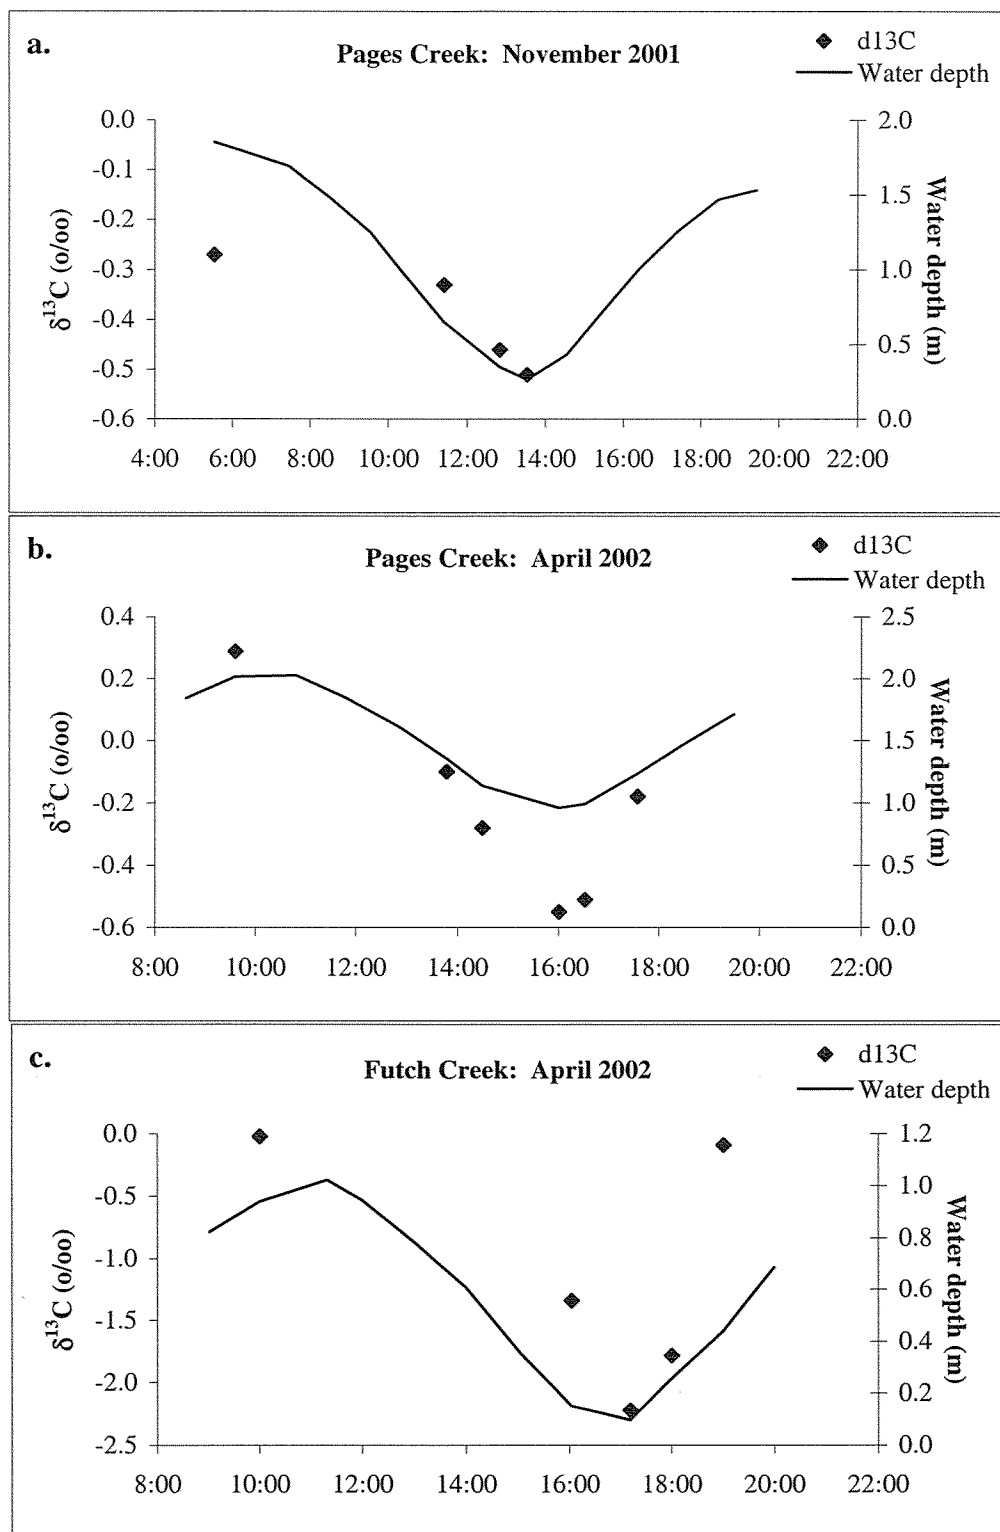 a.
Pages Creek: November 2001
d13C
Water depth
0.0
-0.1
-0.2
-0.3
-0.4
-0.5
-0.6
δ13C (o/oo)
2.0
1.5
1.0
0.5
0.0
Water depth (m)
4:00 6:00 8:00 10:00 12:00 14:00 16:00 18:00 20:00 22:00
b.
Pages Creek: April 2002
d13C
Water depth
0.4
0.2
0.0
-0.2
-0.4
-0.6
δ13C (o/oo)
2.5
2.0
1.5
1.0
0.5
0.0
Water depth (m)
8:00 10:00 12:00 14:00 16:00 18:00 20:00 22:00
c.
Futch Creek: April 2002
d13C
Water depth
0.0
-0.5
-1.0
-1.5
-2.0
-2.5
δ13C (o/oo)
1.2
1.0
0.8
0.6
0.4
0.2
0.0
Water depth (m)
8:00 10:00 12:00 14:00 16:00 18:00 20:00 22:00